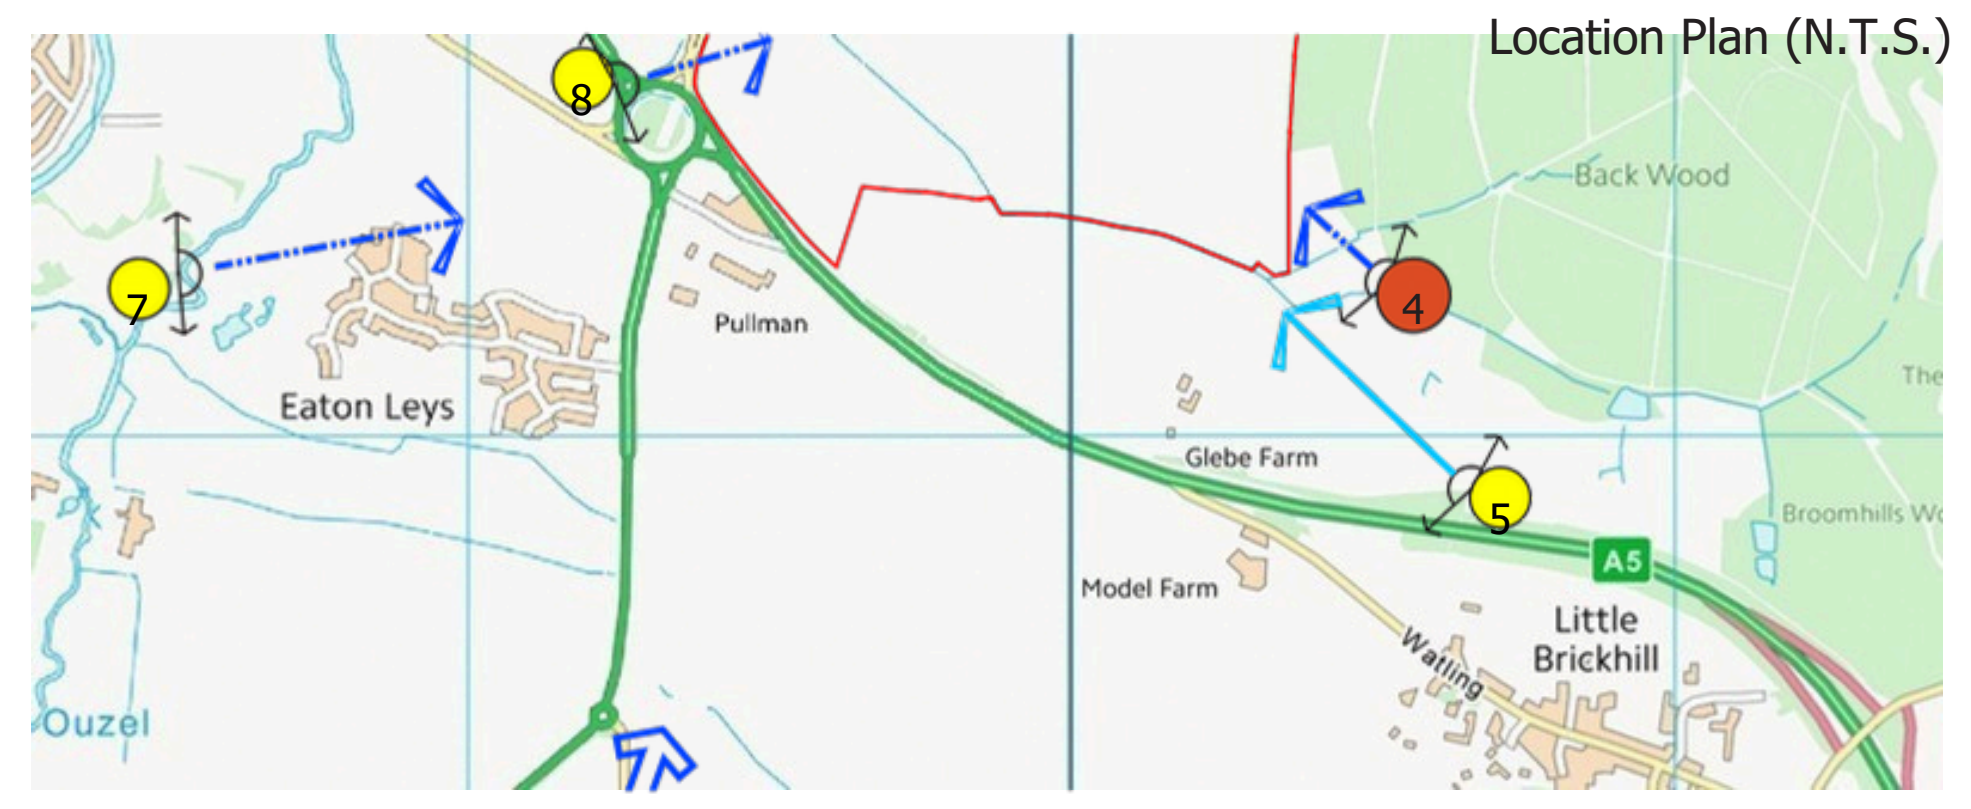 Location Plan (N.T.S.)
8
Back Wood
7
4
Pullman
The
Eaton Leys
Glebe Farm
5
Broomhills Wo
A5
Model Farm
Little
Brickhill
Watling
Ouzel